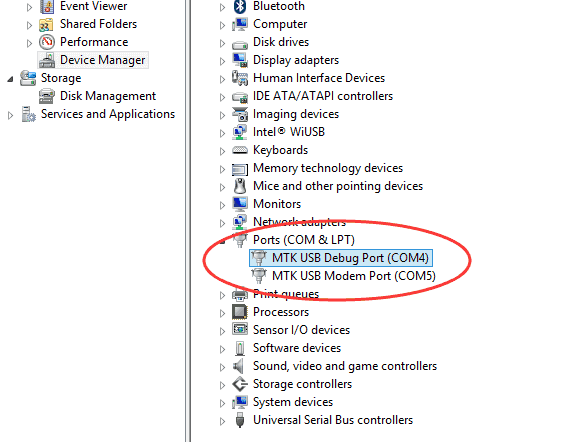 Event Viewer
Shared Folders
Performance
Device Manager
Storage
Disk Management
Services and Applications
Bluetooth
Computer
Disk drives
Display adapters
Human Interface Devices
IDE ATA/ATAPI controllers
Imaging devices
Intel® WiUSB
Keyboards
Memory technology devices
Mice and other pointing devices
Monitors
Network adapters
Ports (COM & LPT)
MTK USB Debug Port (COM4)
MTK USB Modem Port (COM5)
Print queues
Processors
Sensor I/O devices
Software devices
Sound, video and game controllers
Storage controllers
System devices
Universal Serial Bus controllers